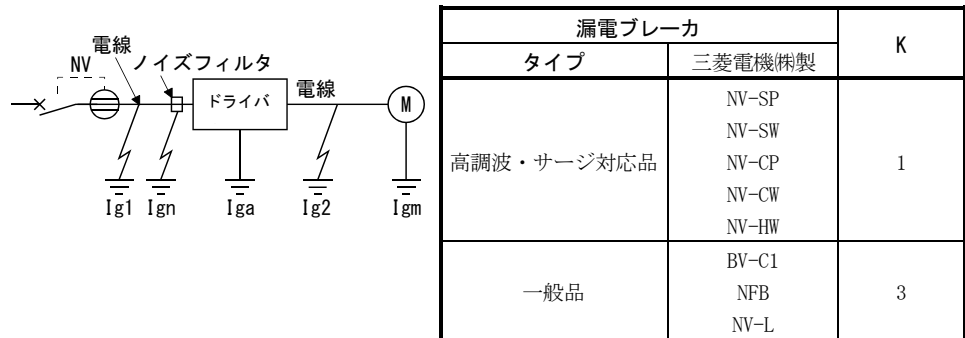 電線
NV ノイズフィルタ
ドライバ
電線
M
Ig1 Ign Iga Ig2 Igm
漏電ブレーカ K
タイプ 三菱電機㈱製
高調波・サージ対応品 1
NV-SP
NV-SW
NV-CP
NV-CW
NV-HW
一般品 3
BV-C1
NFB
NV-L